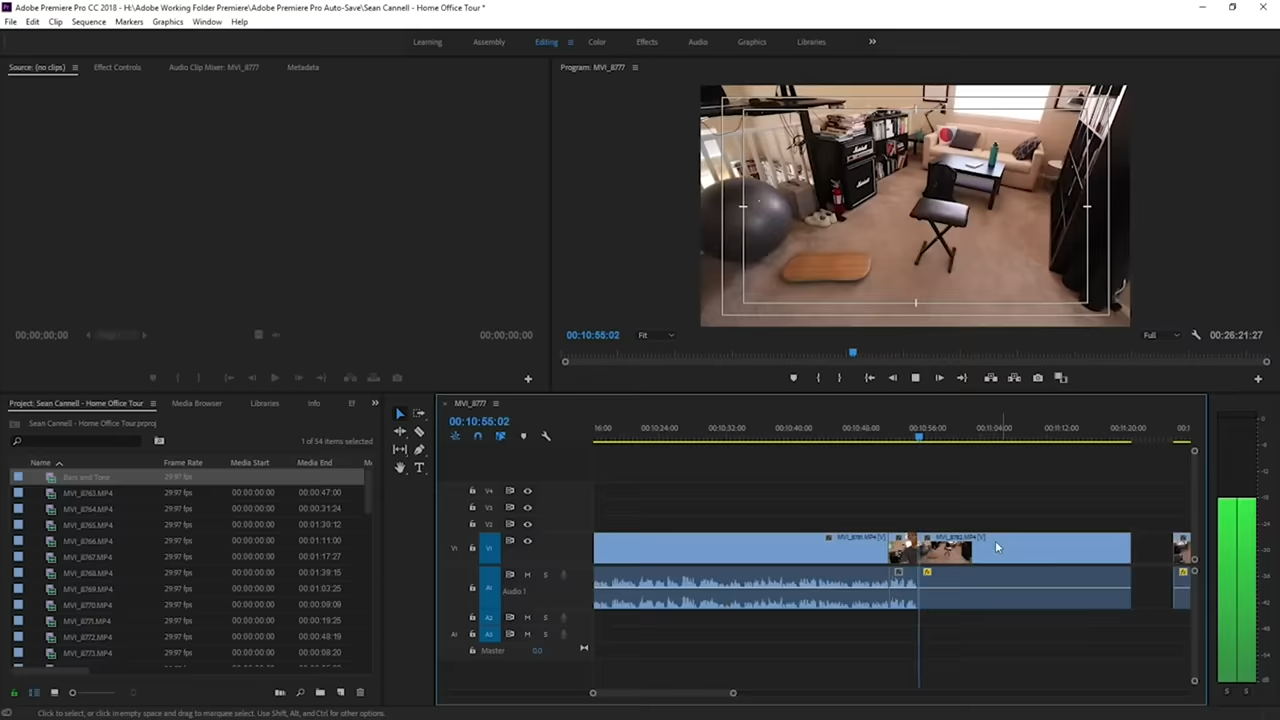 Adobe Premiere Pro CC 2018 - H:\Adobe Working Folder Premiere\Adobe Premiere Pro Auto-Save\Sean Cannell - Home Office Tour *
File Edit Clip Sequence Markers Graphics Window Help
Learning Assembly Editing Color Effects Audio Graphics Libraries
Source: (no clips) Effect Controls Audio Clip Mixer: MVI_8777 Metadata
Program: MVI_8777
Marshall
Marshall
00;00;00;00 00;00;00;00
00:10:55:02 Fit Full 00:26:21:27
Project: Sean Cannell - Home Office Tour Media Browser Libraries Info Ef
Sean Cannell - Home Office Tour.prproj
1 of 54 items selected
Name Frame Rate Media Start Media End
Bars and Tone 29.97 fps
MVI_8763.MP4 29.97 fps 00:00:00:00 00:00:47:00
MVI_8764.MP4 29.97 fps 00:00:00:00 00:00:31:24
MVI_8765.MP4 29.97 fps 00:00:00:00 00:01:30:12
MVI_8766.MP4 29.97 fps 00:00:00:00 00:01:11:00
MVI_8767.MP4 29.97 fps 00:00:00:00 00:01:17:27
MVI_8768.MP4 29.97 fps 00:00:00:00 00:01:39:15
MVI_8769.MP4 29.97 fps 00:00:00:00 00:01:03:25
MVI_8770.MP4 29.97 fps 00:00:00:00 00:00:09:09
MVI_8771.MP4 29.97 fps 00:00:00:00 00:00:19:25
MVI_8772.MP4 29.97 fps 00:00:00:00 00:00:48:19
MVI_8773.MP4 29.97 fps 00:00:00:00 00:00:08:20
MVI_8777
00:10:55:02
16:00 00:10:24:00 00:10:32:00 00:10:40:00 00:10:48:00 00:10:56:00 00:11:04:00 00:11:12:00 00:11:20:00
V4
V3
V2
V1 V1
M S
A1 Audio 1
A2 M S
A1 A3 M S
Master 0.0
S S
Click to select, or click in empty space and drag to marquee select. Use Shift, Alt, and Ctrl for other options.